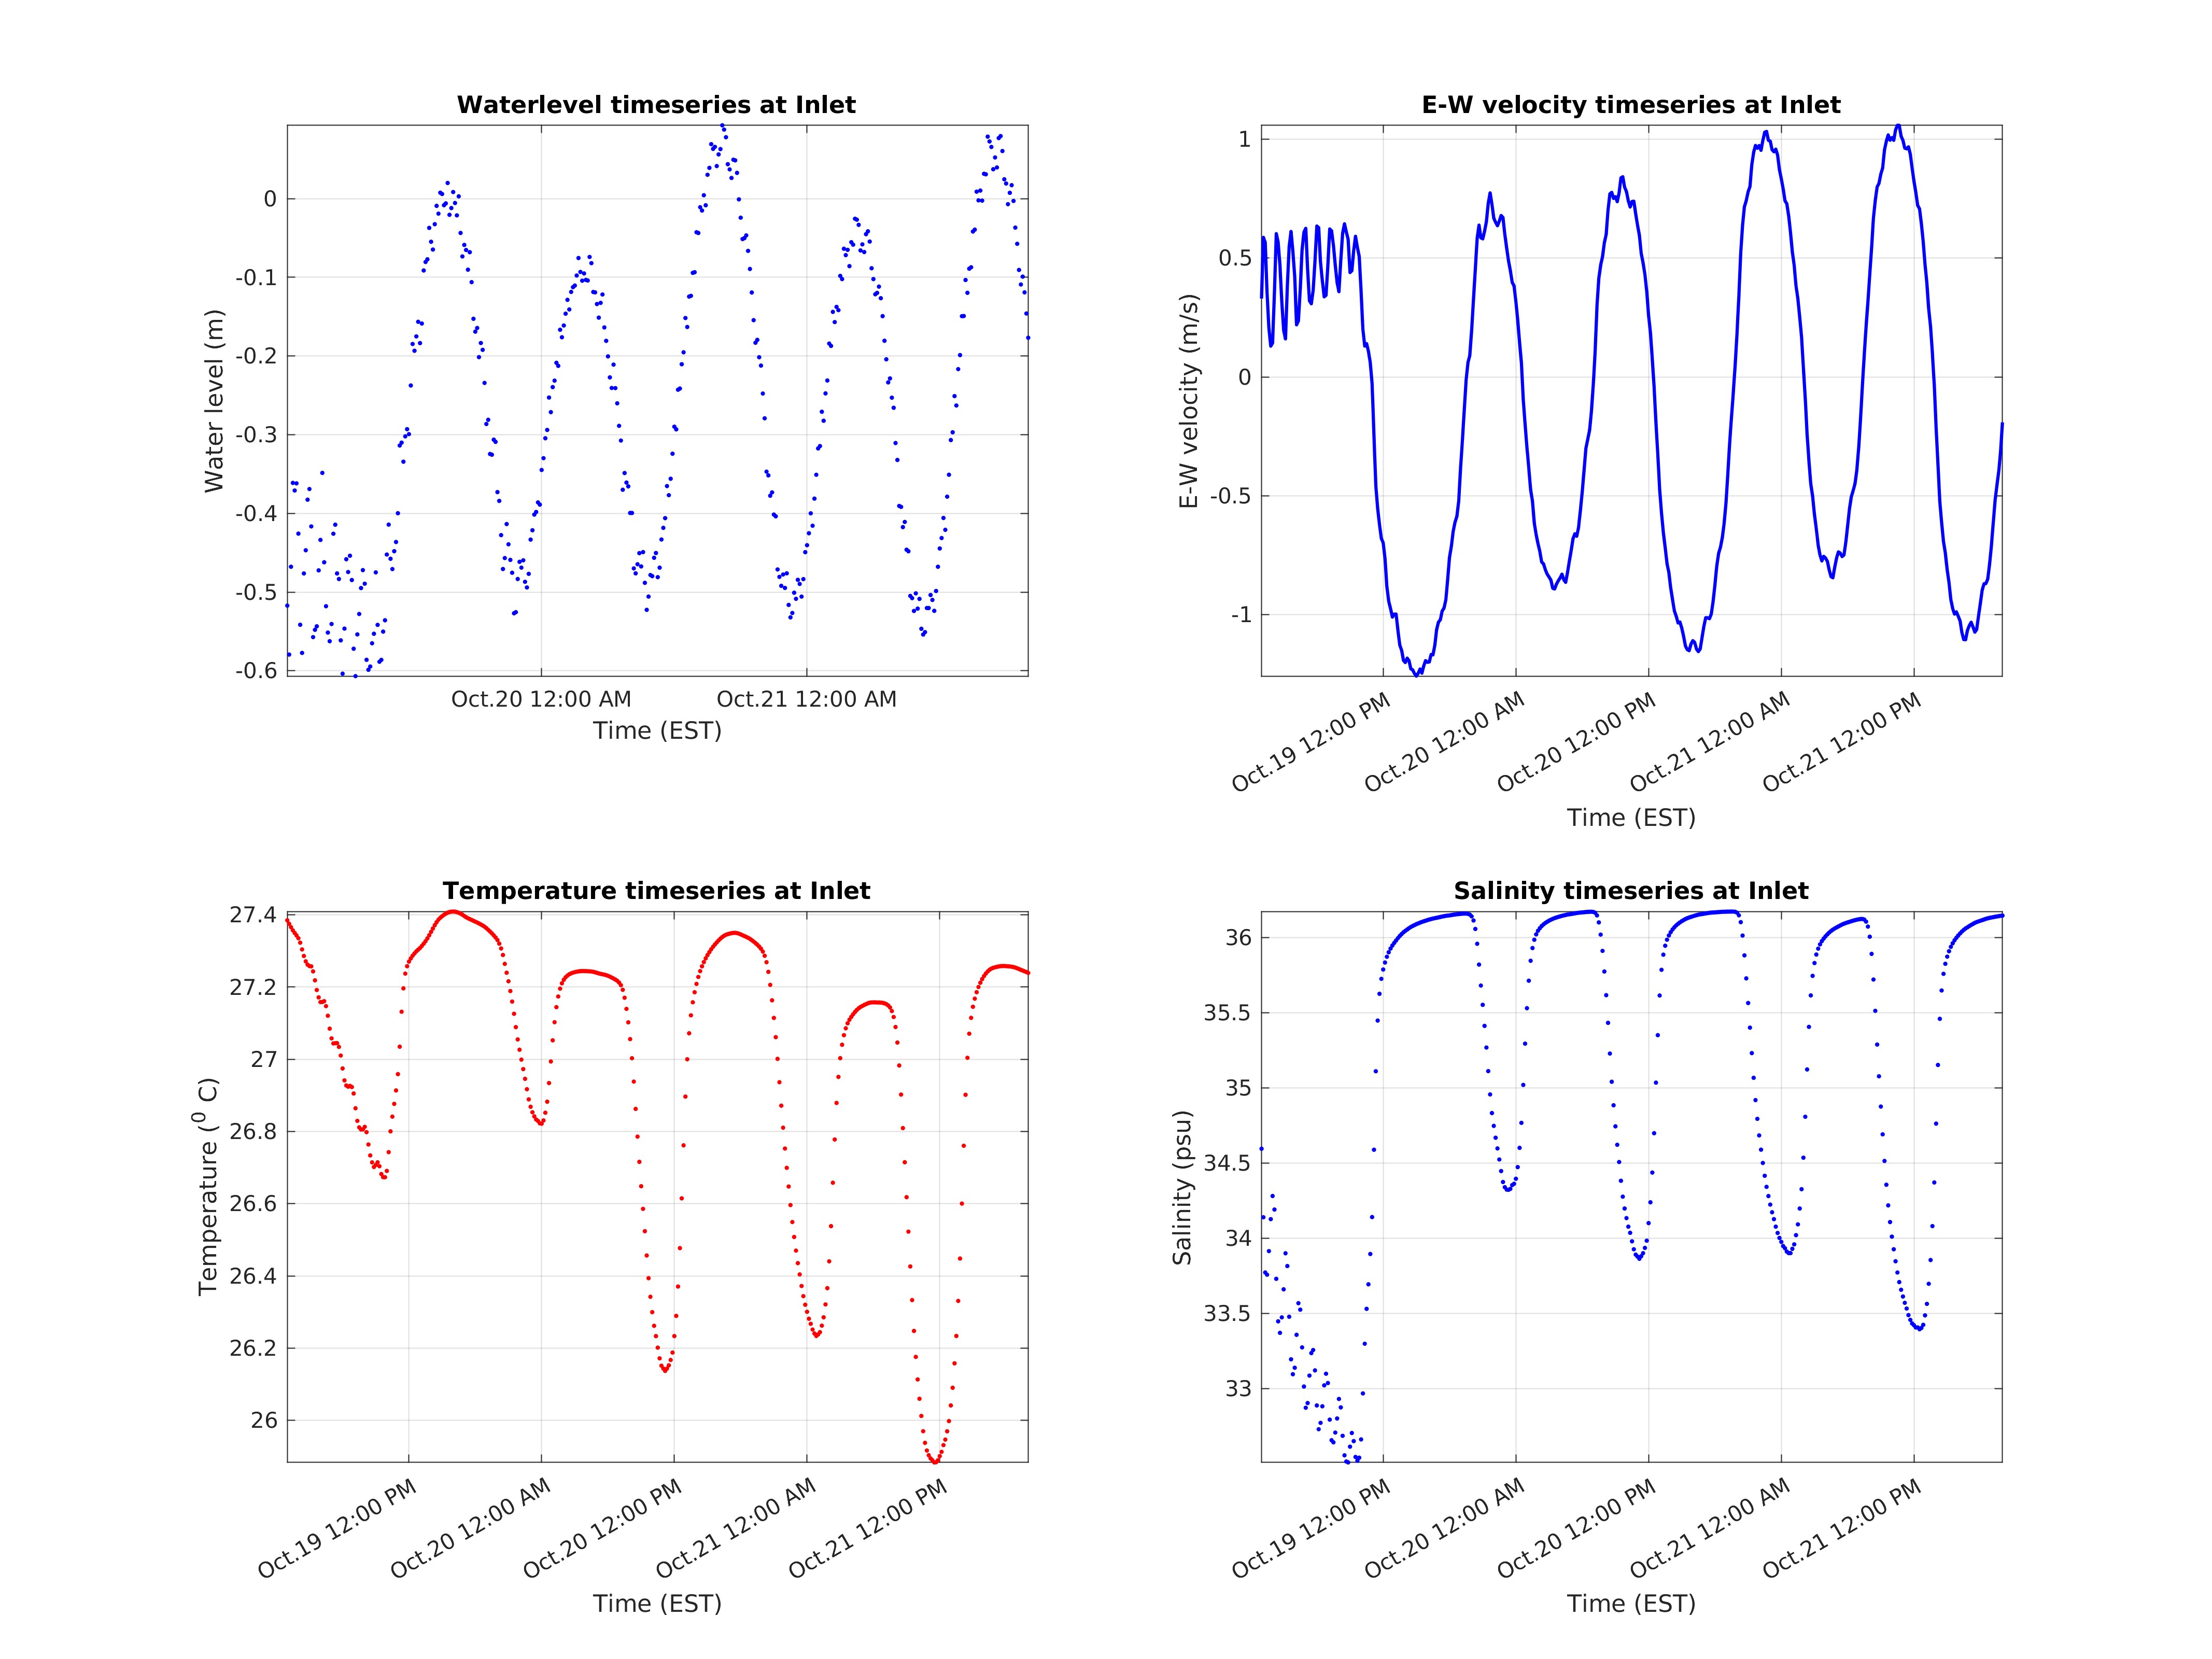 Waterlevel timeseries at Inlet
0
-0.1
-0.2
-0.3
-0.4
-0.5
-0.6
Water level (m)
Oct.20 12:00 AM
Oct.21 12:00 AM
Time (EST)
E-W velocity timeseries at Inlet
1
0.5
0
-0.5
-1
E-W velocity (m/s)
Oct.19 12:00 PM
Oct.20 12:00 AM
Oct.20 12:00 PM
Oct.21 12:00 AM
Oct.21 12:00 PM
Time (EST)
Temperature timeseries at Inlet
27.4
27.2
27
26.8
26.6
26.4
26.2
26
Temperature (⁰ C)
Oct.19 12:00 PM
Oct.20 12:00 AM
Oct.20 12:00 PM
Oct.21 12:00 AM
Oct.21 12:00 PM
Time (EST)
Salinity timeseries at Inlet
36
35.5
35
34.5
34
33.5
33
Salinity (psu)
Oct.19 12:00 PM
Oct.20 12:00 AM
Oct.20 12:00 PM
Oct.21 12:00 AM
Oct.21 12:00 PM
Time (EST)